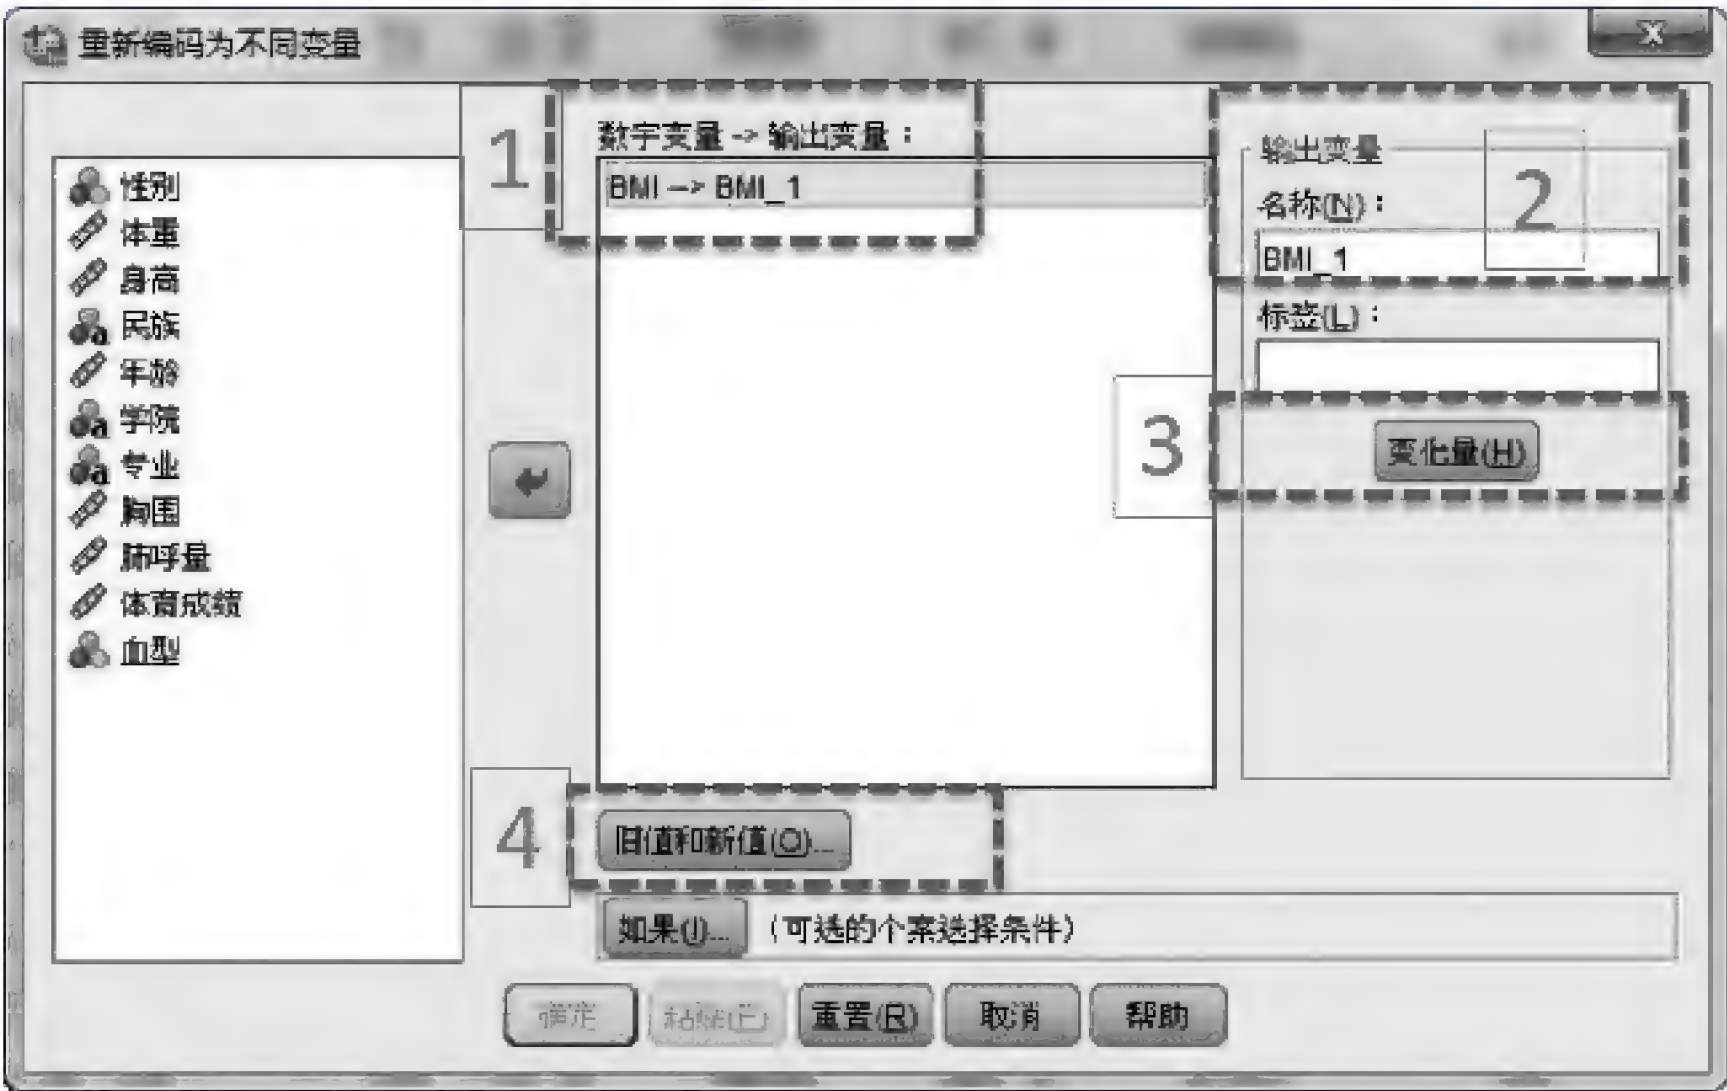 重新编码为不同变量
X
1
数字变量 -> 输出变量：
BMI --> BMI_1
性别
体重
身高
民族
年龄
学院
专业
胸围
肺呼量
体育成绩
血型
2
输出变量
名称(N)：
BMI_1
标签(L)：
3
变化量(H)
4
旧值和新值(O)...
如果(I)...
（可选的个案选择条件）
确定
粘贴(P)
重置(R)
取消
帮助